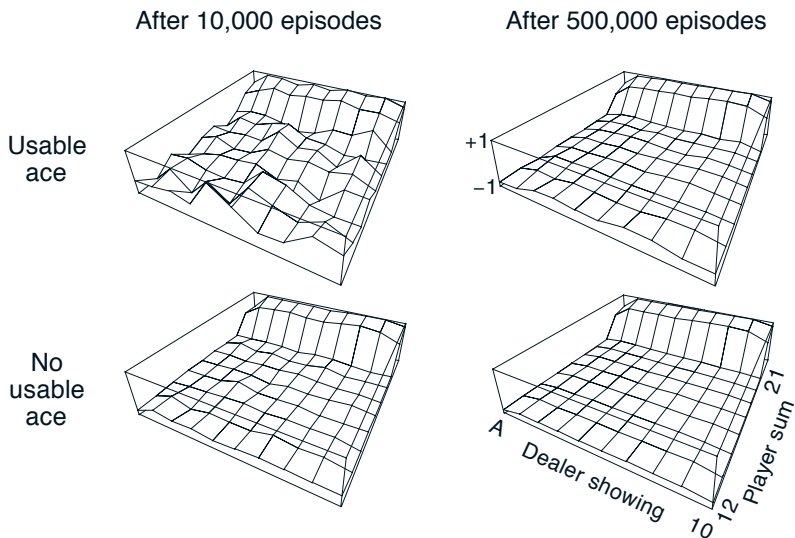 After 10,000 episodes
After 500,000 episodes
Usable
ace
+1
−1
No
usable
ace
A
Dealer showing
10
12
Player sum
21